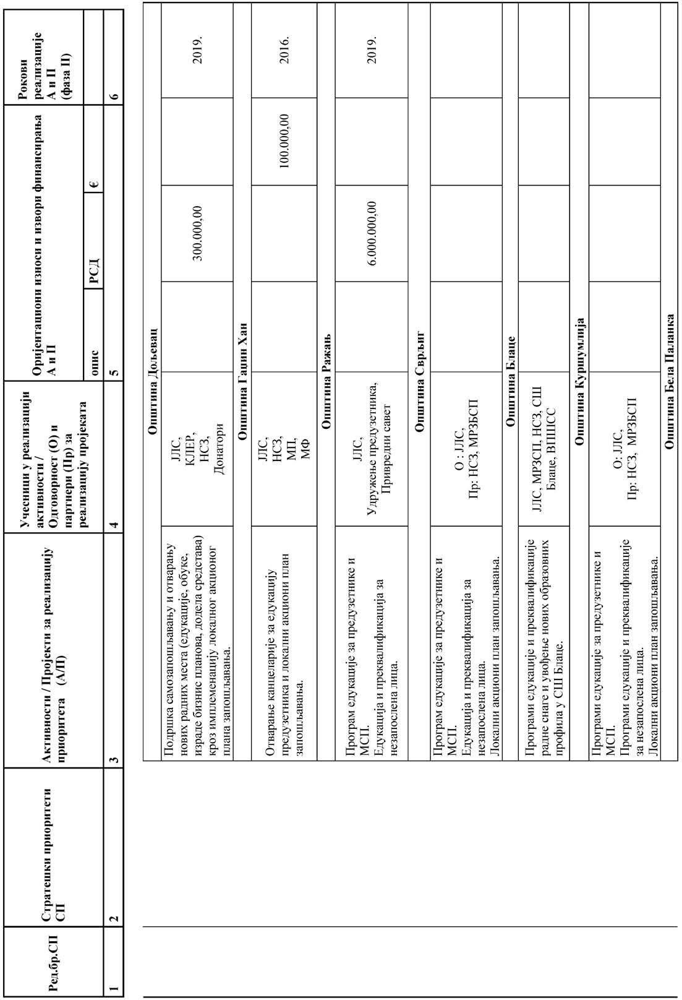 Ред.бр.СП
Стратешки приоритети
СП
Активности / Пројекти за реализацију
приоритета (А/П)
Учесници у реализацији
активности /
Одговорност (О) и
партнери (Пр) за
реализацију пројеката
Оријентациони износи и извори финансирања
А и П
опис
РСД
€
Рокови
реализације
А и П
(фаза II)
1
2
3
4
5
6
Општина Дољевац
Подршка самозапошљавању и отварању
нових радних места (едукације, обуке,
израде бизнис планова, додела средстава)
кроз имплеменацију локалног акционог
плана запошљавања.
ЈЛС,
КЛЕР,
НСЗ,
Донатори
300.000,00
2019.
Општина Гаџин Хан
Отварање канцеларије за едукацију
предузетника и локални акциони план
запошљавања.
ЈЛС,
НСЗ,
МП,
МФ
100.000,00
2016.
Општина Ражањ
Програм едукације за предузетнике и
МСП.
Едукација и преквалификација за
незапослена лица.
ЈЛС,
Удружење предузетника,
Привредни савет
6.000.000,00
2019.
Општина Сврљиг
Програм едукације за предузетнике и
МСП.
Едукација и преквалификација за
незапослена лица.
Локални акциони план запошљавања.
О : ЈЛС,
Пр: НСЗ, МРЗБСП
Општина Блаце
Програми едукације и преквалификације
радне снаге и увођење нових образовних
профила у СШ Блаце.
ЈЛС, МРЗСП, НСЗ, СШ
Блаце, ВПШСС
Општина Куршумлија
Програми едукације за предузетнике и
МСП.
Програми едукације и преквалификације
за незапослена лица.
Локални акциони план запошљавања.
О: ЈЛС,
Пр: НСЗ, МРЗБСП
Општина Бела Паланка